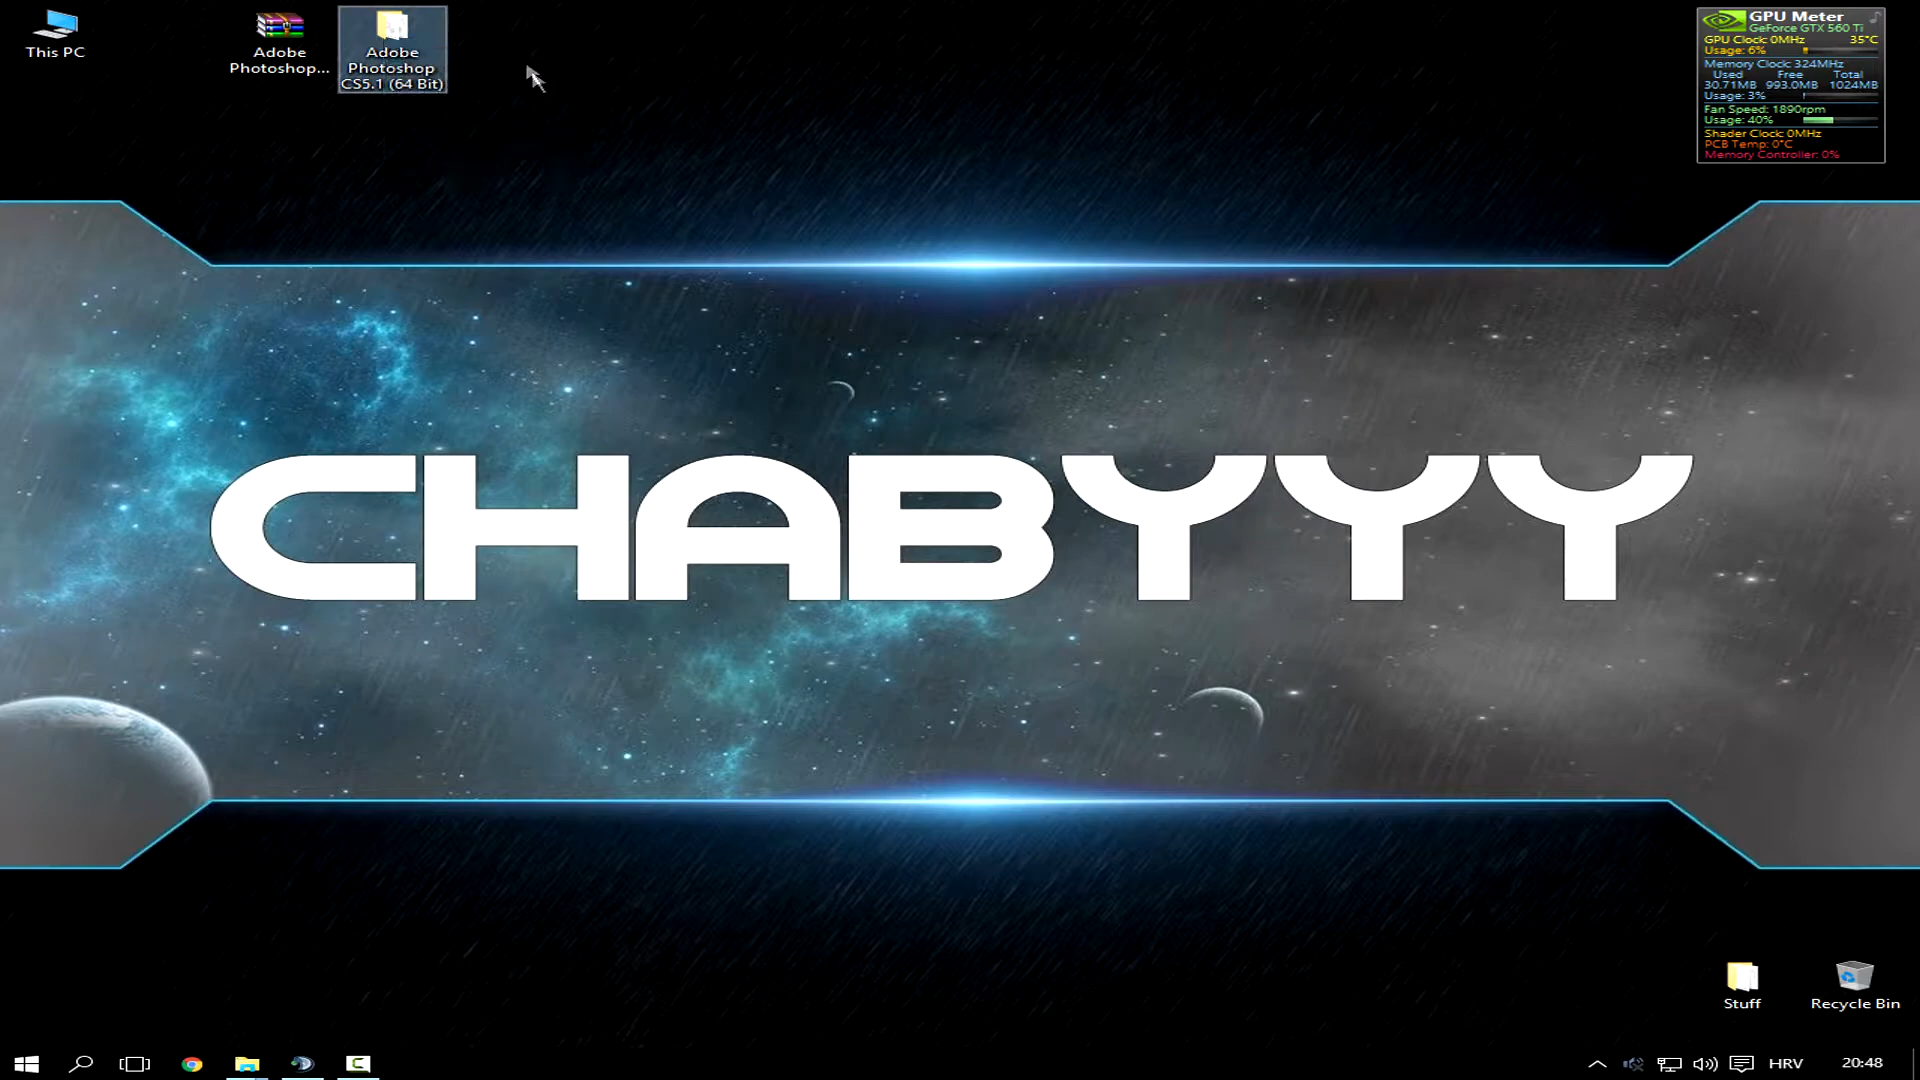 This PC
Adobe
Photoshop...
Adobe
Photoshop
CS5.1 (64 Bit)
GPU Meter
GeForce GTX 560 Ti
GPU Clock: 0MHz 35°C
Usage: 6%
Memory Clock: 324MHz
Used Free Total
30.71MB 993.0MB 1024MB
Usage: 3%
Fan Speed: 1890rpm
Usage: 40%
Shader Clock: 0MHz
PCB Temp: 0°C
Memory Controller: 0%
CHABYYY
Stuff
Recycle Bin
HRV
20:48